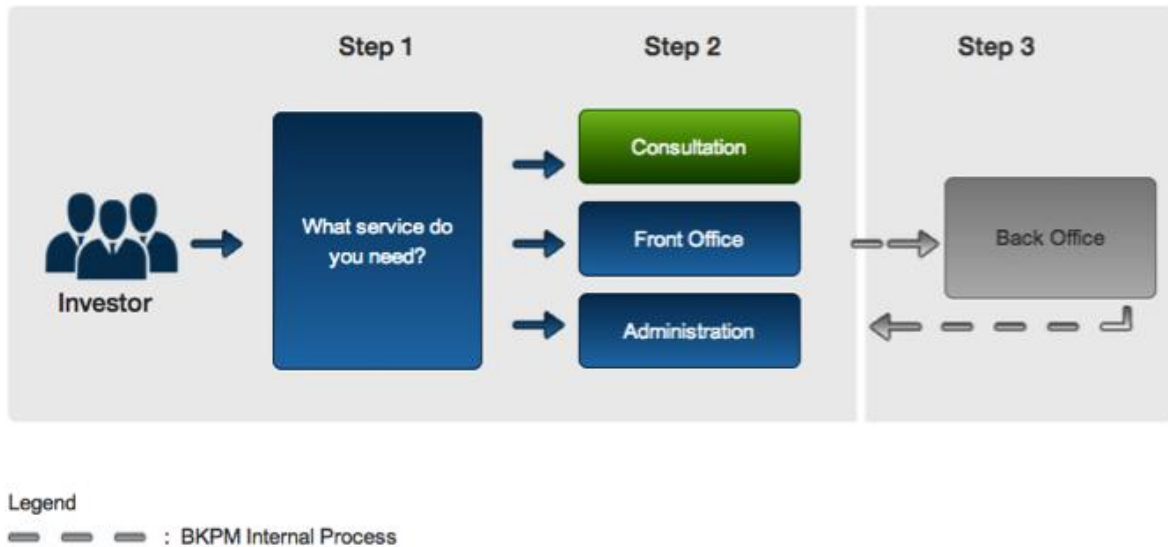 Step 1
Step 2
Step 3
Consultation
What service do
you need?
Front Office
Back Office
Investor
Administration
Legend
: BKPM Internal Process